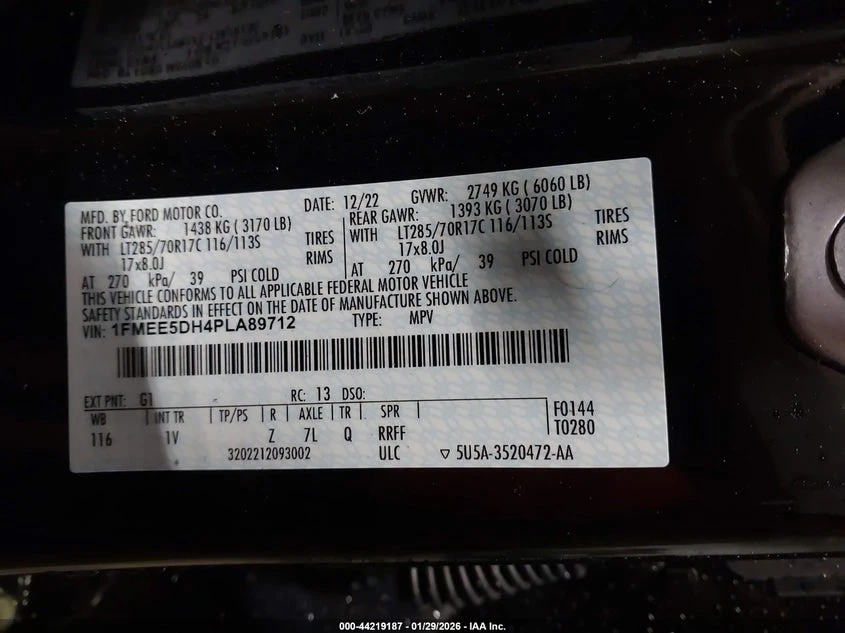 MFD. BY FORD MOTOR CO.
DATE: 12/22 GVWR: 2749 KG ( 6060 LB)
FRONT GAWR: 1438 KG ( 3170 LB)
WITH LT285/70R17C 116/113S TIRES
17x8.0J RIMS
AT 270 kPa/ 39 PSI COLD
REAR GAWR: 1393 KG ( 3070 LB)
WITH LT285/70R17C 116/113S TIRES
17x8.0J RIMS
AT 270 kPa/ 39 PSI COLD
THIS VEHICLE CONFORMS TO ALL APPLICABLE FEDERAL MOTOR VEHICLE
SAFETY STANDARDS IN EFFECT ON THE DATE OF MANUFACTURE SHOWN ABOVE.
VIN: 1FMEE5DH4PLA89712 TYPE: MPV
EXT PNT: G1 RC: 13 DSO:
WB INT TR TP/PS R AXLE TR SPR
116 1V Z 7L Q RRFF
F0144
T0280
3202212093002 ULC ▽ 5U5A-3520472-AA
000-44219187 - 01/29/2026 - IAA Inc.